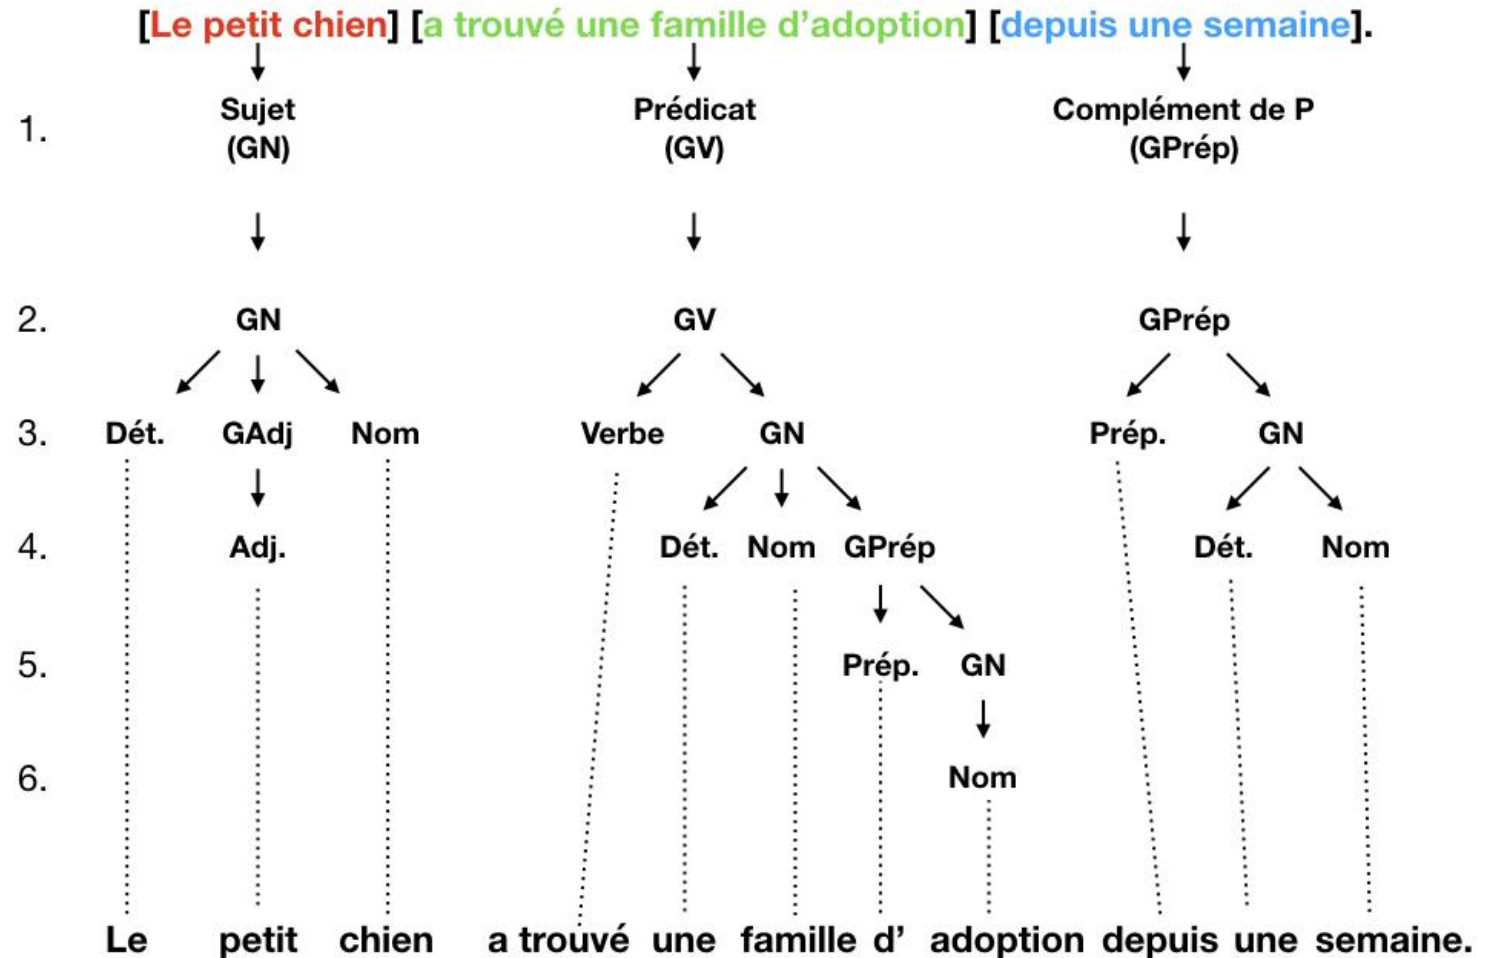 [Le petit chien] [a trouvé une famille d’adoption] [depuis une semaine].
Sujet Prédicat Complément de P
1.
(GN) (GV) (GPrép)
2. GN GV GPrép
3. Dét. GAdj Nom Verbe GN Prép. GN
4. Adj. Dét. Nom GPrép Dét. Nom
5. Prép. GN
6. Nom
Le petit chien a trouvé une famille d’ adoption depuis une semaine.